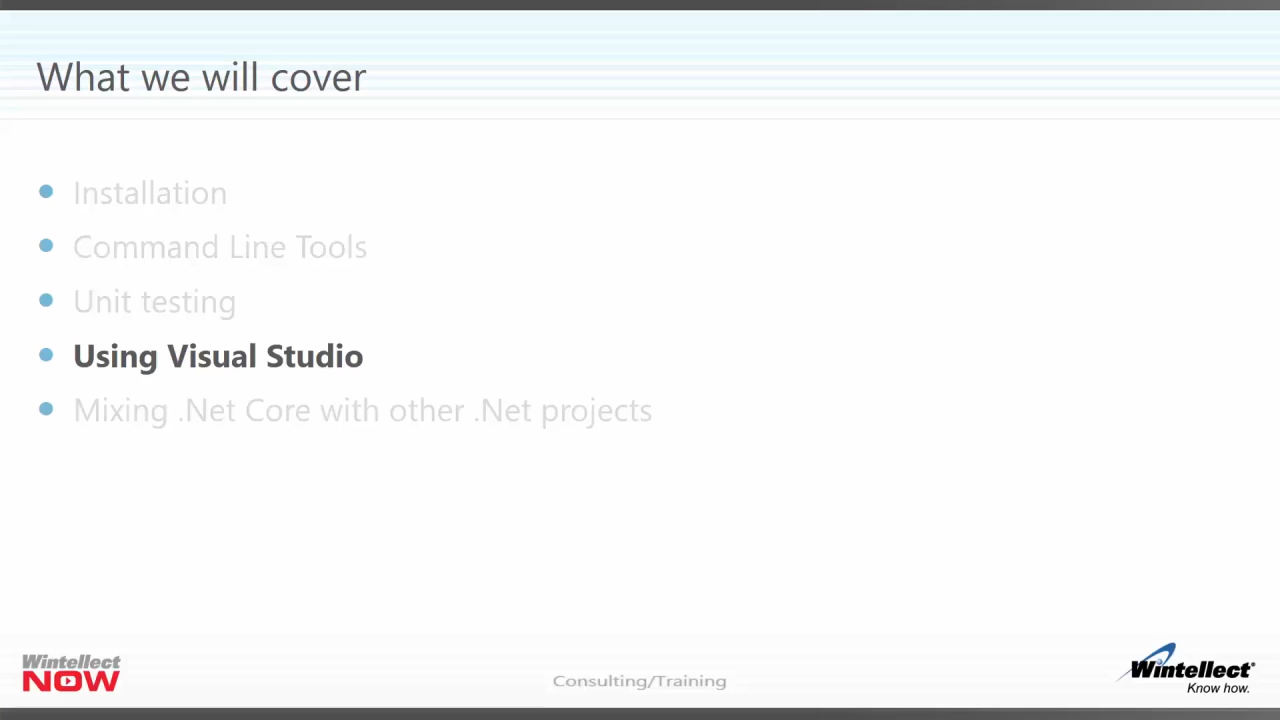 What we will cover
Installation
Command Line Tools
Unit testing
Using Visual Studio
Mixing .Net Core with other .Net projects
Wintellect
NOW
Consulting/Training
Wintellect®
Know how.